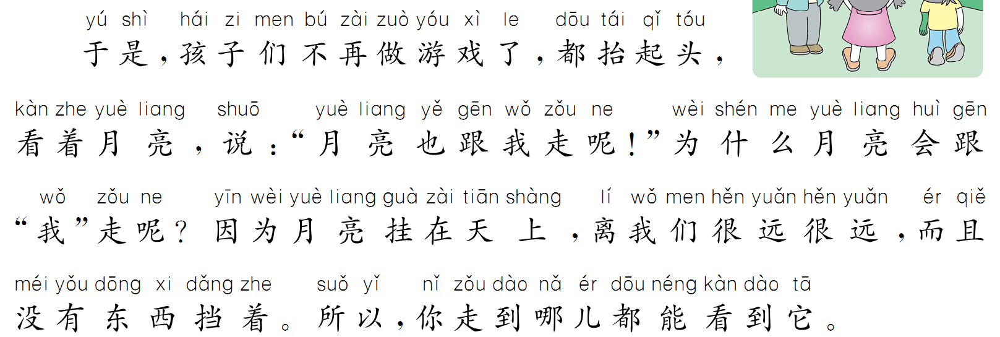 yú shì hái zi men bú zài zuò yóu xì le dōu tái qǐ tóu
于是，孩子们不再做游戏了，都抬起头，
kàn zhe yuè liang shuō yuè liang yě gēn wǒ zǒu ne wèi shén me yuè liang huì gēn
看着月亮，说：“月亮也跟我走呢！”为什么月亮会跟
wǒ zǒu ne yīn wèi yuè liang guà zài tiān shàng lí wǒ men hěn yuǎn hěn yuǎn ér qiě
“我”走呢？因为月亮挂在天上，离我们很远很远，而且
méi yǒu dōng xi dǎng zhe suǒ yǐ nǐ zǒu dào nǎ ér dōu néng kàn dào tā
没有东西挡着。所以，你走到哪儿都能看到它。